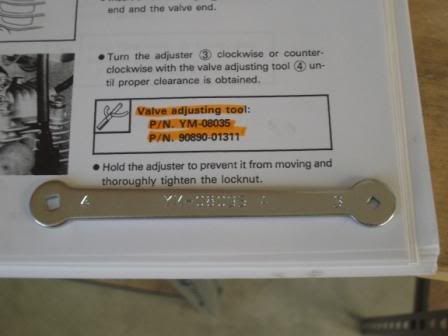 end and the valve end.
● Turn the adjuster ③ clockwise or counter-
clockwise with the valve adjusting tool ④ un-
til proper clearance is obtained.
Valve adjusting tool:
P/N. YM-08035
P/N. 90890-01311
● Hold the adjuster to prevent it from moving and
thoroughly tighten the locknut.
4 YM-08035 A 3